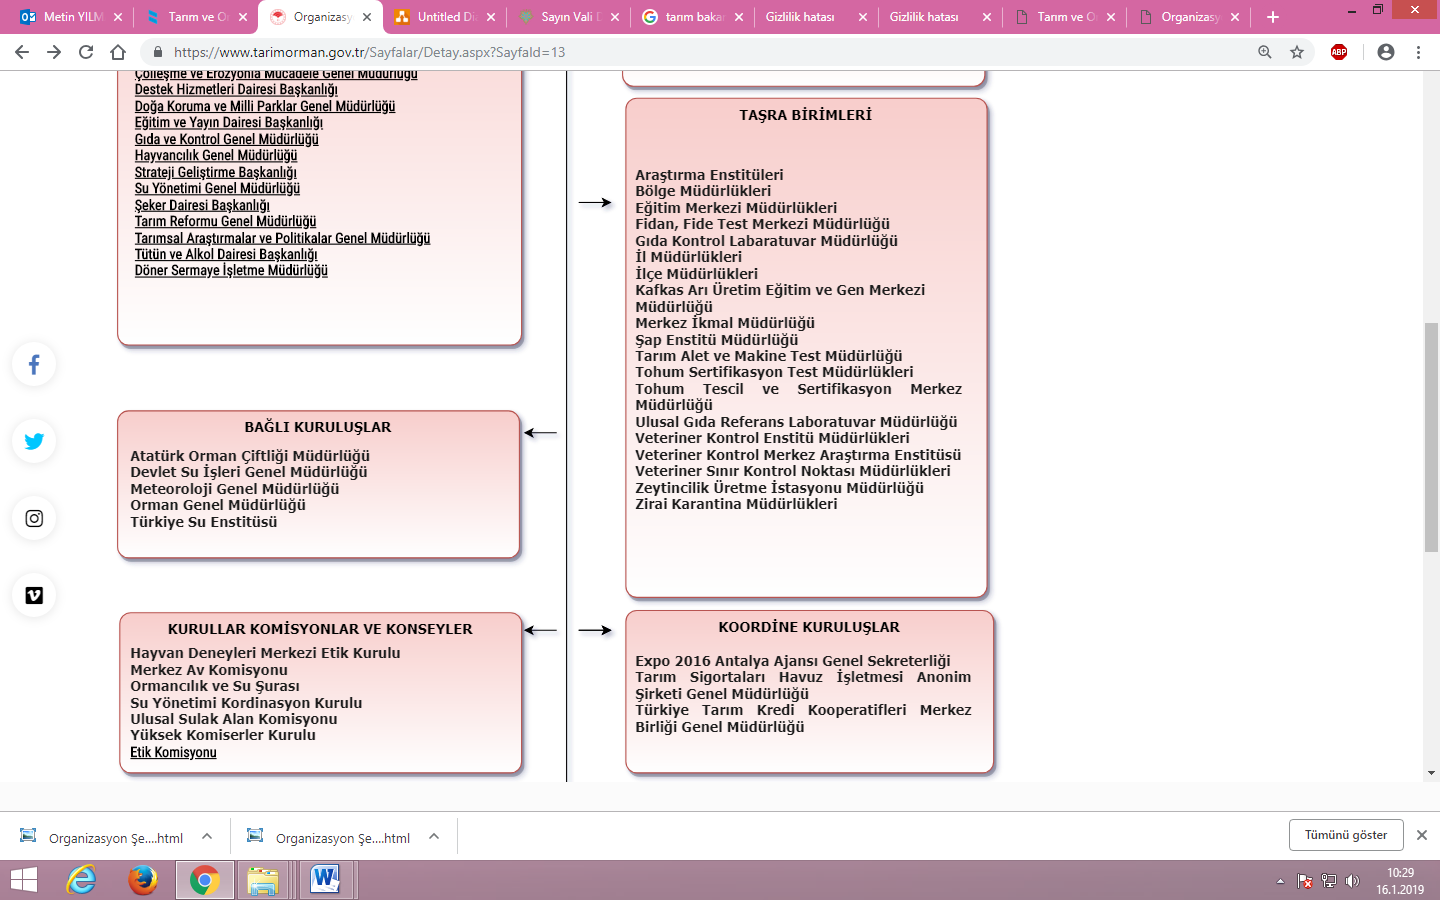 Metin YILM
Tarım ve O
Organizasy
Untitled Dia
Sayın Vali D
tarım bakan
Gizlilik hatası
Gizlilik hatası
Tarım ve O
Organizasy
https://www.tarimorman.gov.tr/Sayfalar/Detay.aspx?SayfaId=13
ABP
Çölleşme ve Erozyonla Mücadele Genel Müdürlüğü
Destek Hizmetleri Dairesi Başkanlığı
Doğa Koruma ve Milli Parklar Genel Müdürlüğü
Eğitim ve Yayın Dairesi Başkanlığı
Gıda ve Kontrol Genel Müdürlüğü
Hayvancılık Genel Müdürlüğü
Strateji Geliştirme Başkanlığı
Su Yönetimi Genel Müdürlüğü
Şeker Dairesi Başkanlığı
Tarım Reformu Genel Müdürlüğü
Tarımsal Araştırmalar ve Politikalar Genel Müdürlüğü
Tütün ve Alkol Dairesi Başkanlığı
Döner Sermaye İşletme Müdürlüğü
TAŞRA BİRİMLERİ
Araştırma Enstitüleri
Bölge Müdürlükleri
Eğitim Merkezi Müdürlükleri
Fidan, Fide Test Merkezi Müdürlüğü
Gıda Kontrol Labaratuvar Müdürlüğü
İl Müdürlükleri
İlçe Müdürlükleri
Kafkas Arı Üretim Eğitim ve Gen Merkezi
Müdürlüğü
Merkez İkmal Müdürlüğü
Şap Enstitü Müdürlüğü
Tarım Alet ve Makine Test Müdürlüğü
Tohum Sertifikasyon Test Müdürlükleri
Tohum Tescil ve Sertifikasyon Merkez
Müdürlüğü
Ulusal Gıda Referans Laboratuvar Müdürlüğü
Veteriner Kontrol Enstitü Müdürlükleri
Veteriner Kontrol Merkez Araştırma Enstitüsü
Veteriner Sınır Kontrol Noktası Müdürlükleri
Zeytincilik Üretme İstasyonu Müdürlüğü
Zirai Karantina Müdürlükleri
BAĞLI KURULUŞLAR
Atatürk Orman Çiftliği Müdürlüğü
Devlet Su İşleri Genel Müdürlüğü
Meteoroloji Genel Müdürlüğü
Orman Genel Müdürlüğü
Türkiye Su Enstitüsü
KURULLAR KOMİSYONLAR VE KONSEYLER
Hayvan Deneyleri Merkezi Etik Kurulu
Merkez Av Komisyonu
Ormancılık ve Su Şurası
Su Yönetimi Kordinasyon Kurulu
Ulusal Sulak Alan Komisyonu
Yüksek Komiserler Kurulu
Etik Komisyonu
KOORDİNE KURULUŞLAR
Expo 2016 Antalya Ajansı Genel Sekreterliği
Tarım Sigortaları Havuz İşletmesi Anonim
Şirketi Genel Müdürlüğü
Türkiye Tarım Kredi Kooperatifleri Merkez
Birliği Genel Müdürlüğü
Organizasyon Şe....html
Organizasyon Şe....html
Tümünü göster
10:29
16.1.2019